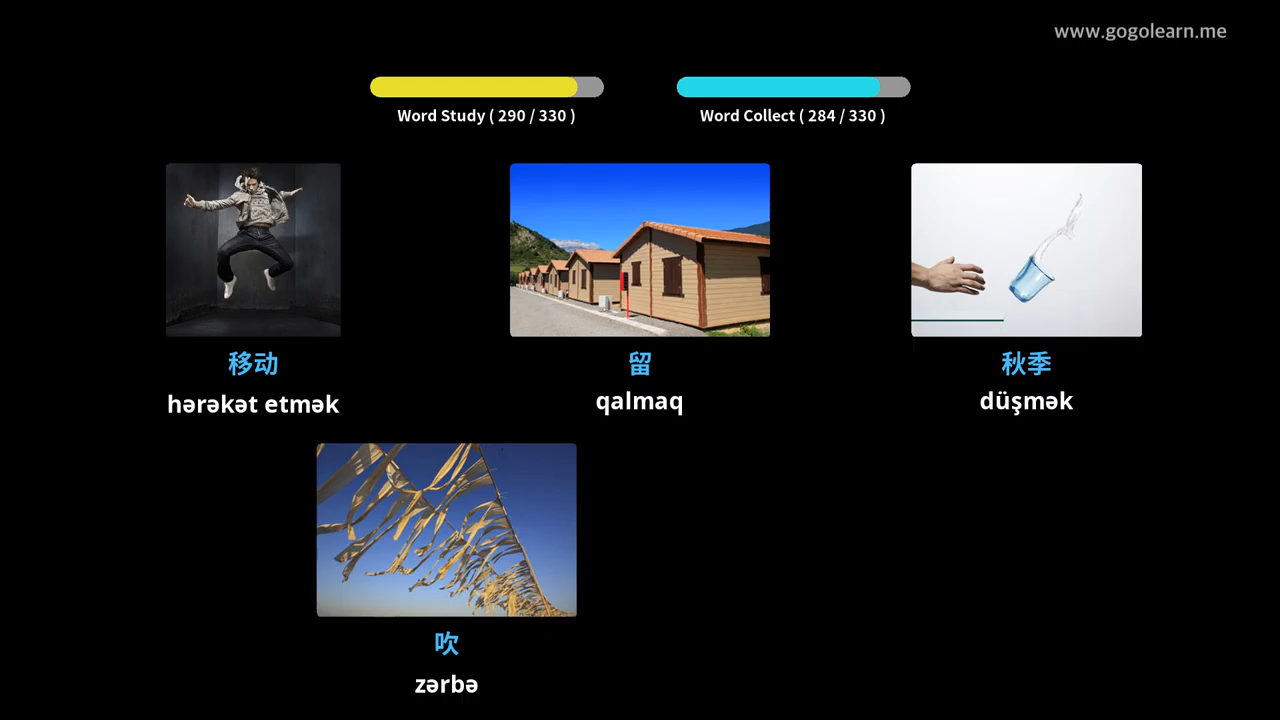 www.gogolearn.me
Word Study ( 290 / 330 )
Word Collect ( 284 / 330 )
移动
hərəkət etmək
留
qalmaq
秋季
düşmək
吹
zərbə